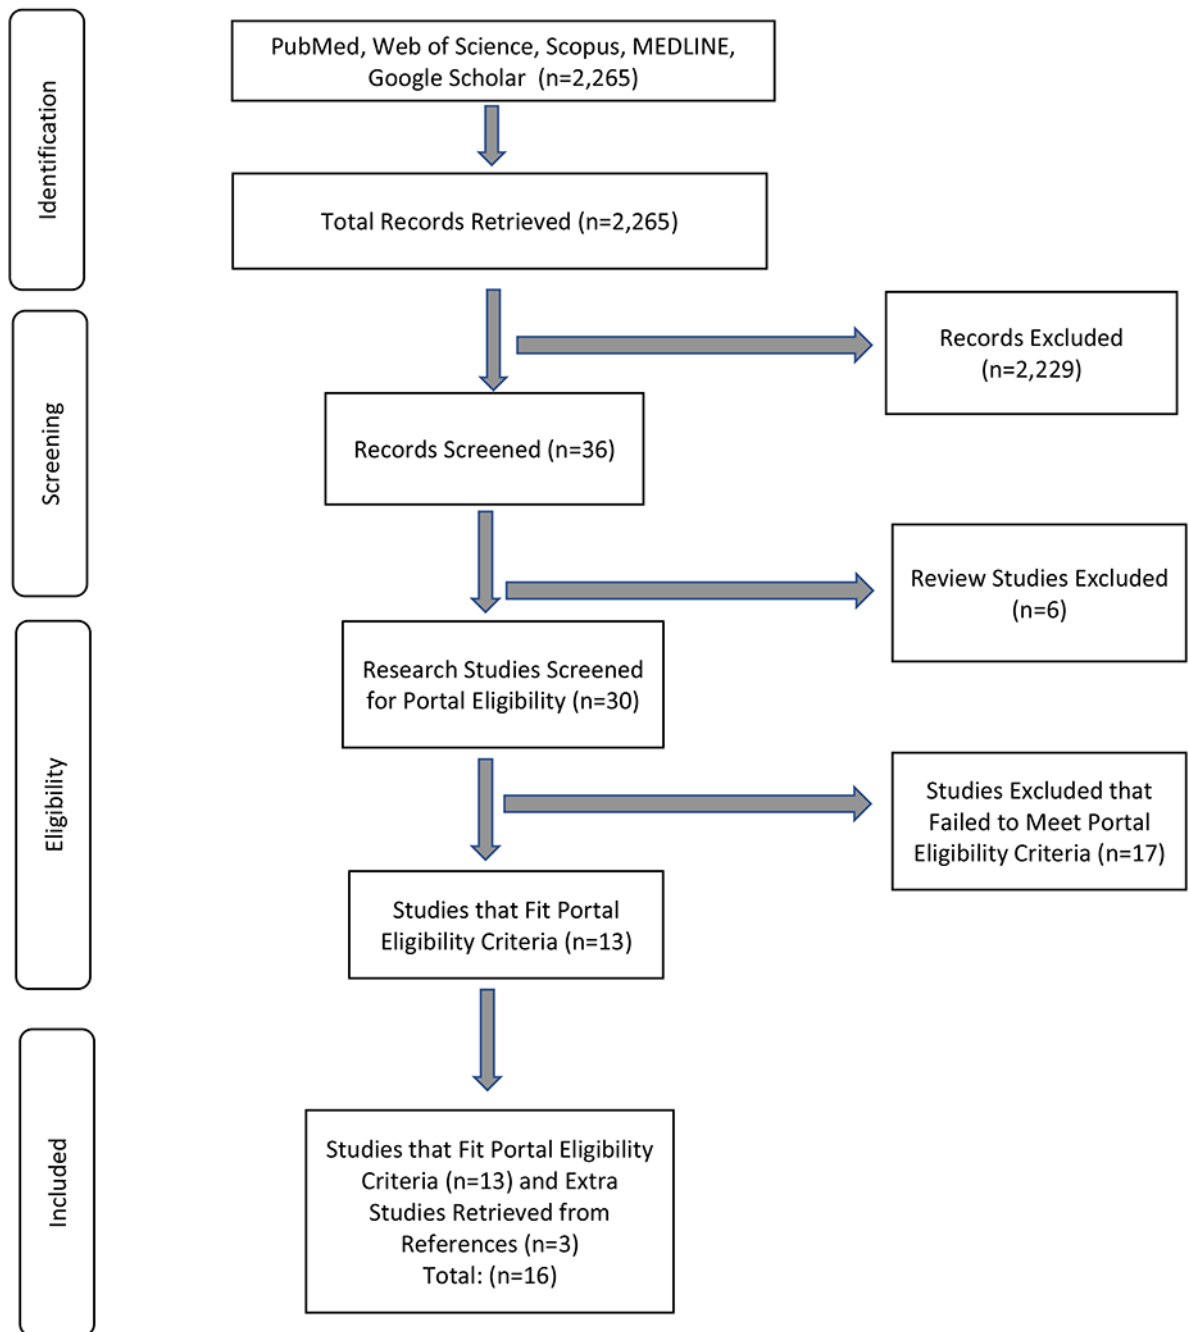 Identification
PubMed, Web of Science, Scopus, MEDLINE,
Google Scholar  (n=2,265)
Total Records Retrieved (n=2,265)
Screening
Records Excluded
(n=2,229)
Records Screened (n=36)
Review Studies Excluded
(n=6)
Eligibility
Research Studies Screened
for Portal Eligibility (n=30)
Studies Excluded that
Failed to Meet Portal
Eligibility Criteria (n=17)
Studies that Fit Portal
Eligibility Criteria (n=13)
Included
Studies that Fit Portal Eligibility
Criteria (n=13) and Extra
Studies Retrieved from
References (n=3)
Total: (n=16)